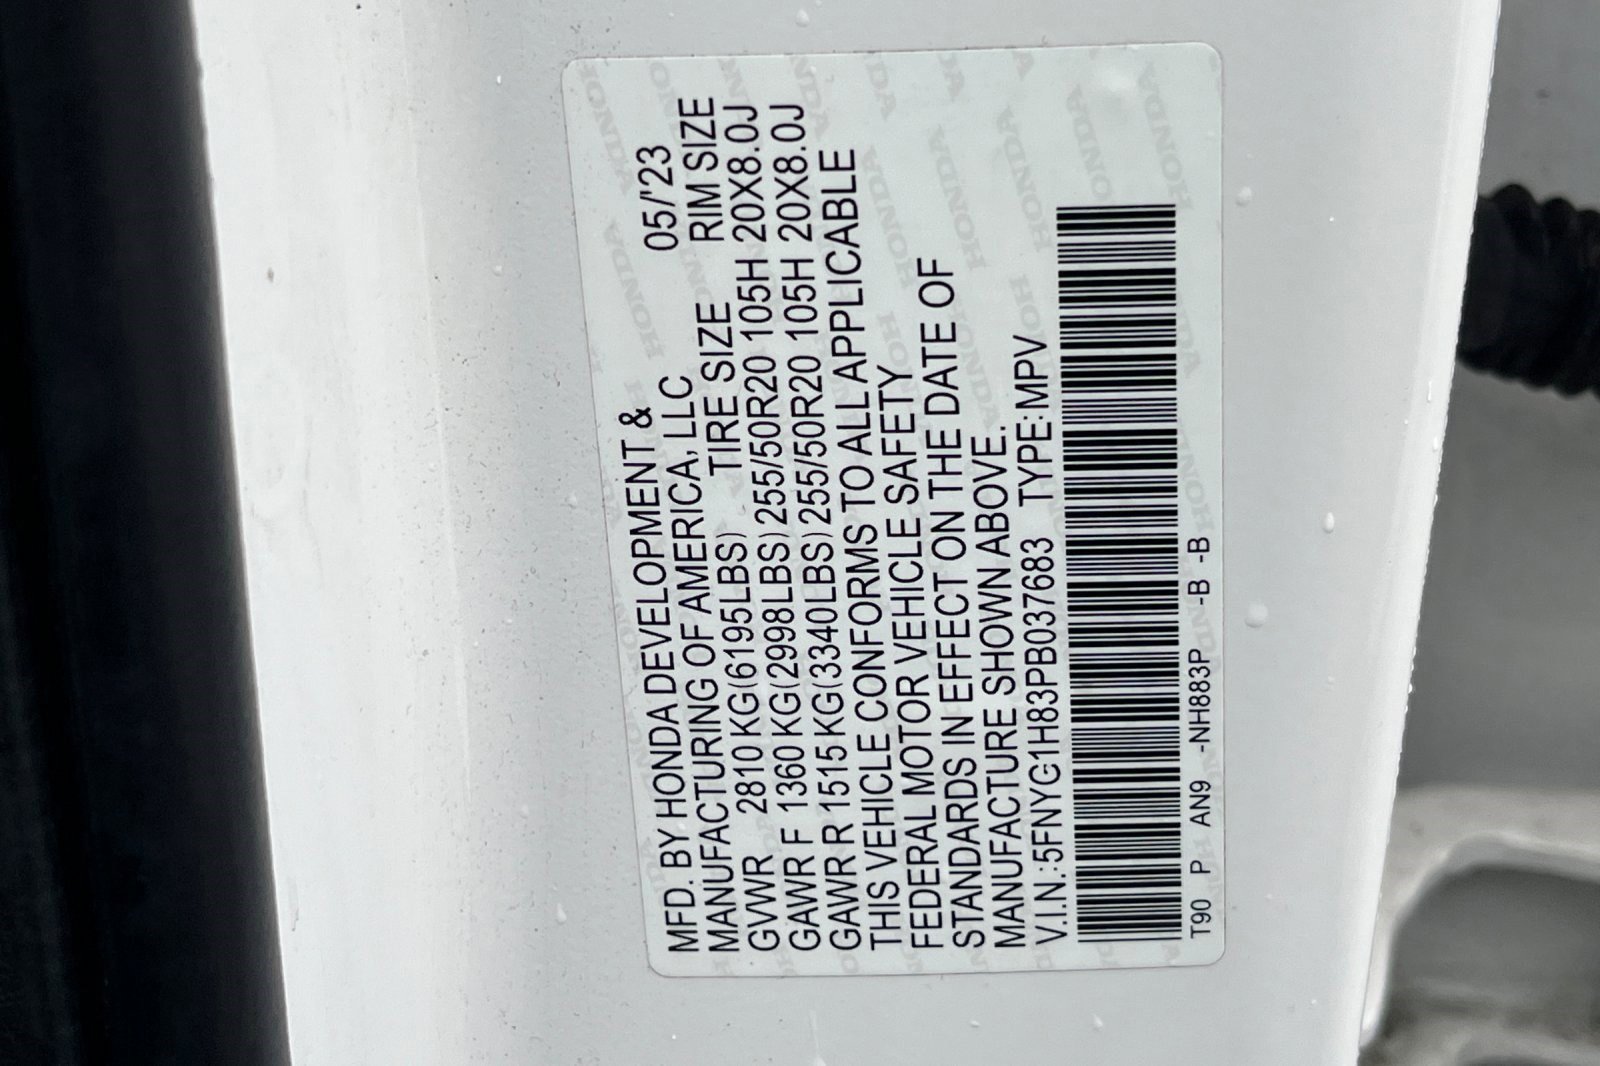 MFD. BY HONDA DEVELOPMENT &
MANUFACTURING OF AMERICA, LLC 05/'23
GVWR 2810 KG(6195LBS) TIRE SIZE RIM SIZE
GAWR F 1360 KG(2998LBS) 255/50R20 105H 20X8.0J
GAWR R 1515 KG(3340LBS) 255/50R20 105H 20X8.0J
THIS VEHICLE CONFORMS TO ALL APPLICABLE
FEDERAL MOTOR VEHICLE SAFETY
STANDARDS IN EFFECT ON THE DATE OF
MANUFACTURE SHOWN ABOVE.
V.I.N.:5FNYG1H83PB037683 TYPE:MPV
T90 P AN9 -NH883P -B -B